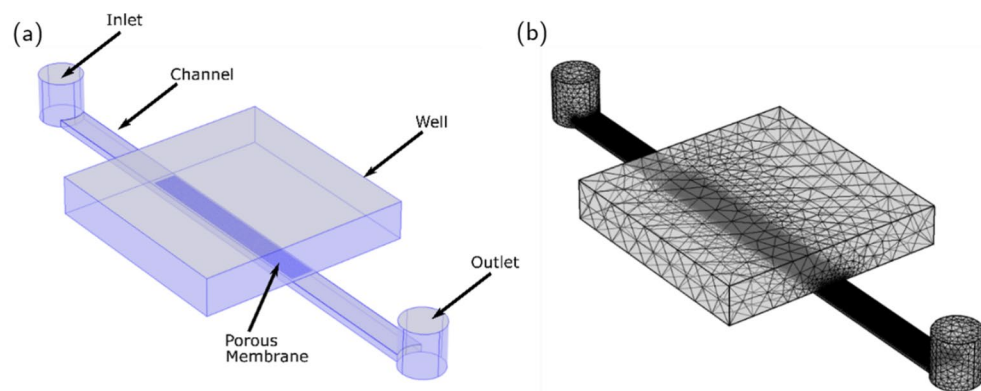 (a)
Inlet
Channel
Well
Outlet
Porous
Membrane
(b)